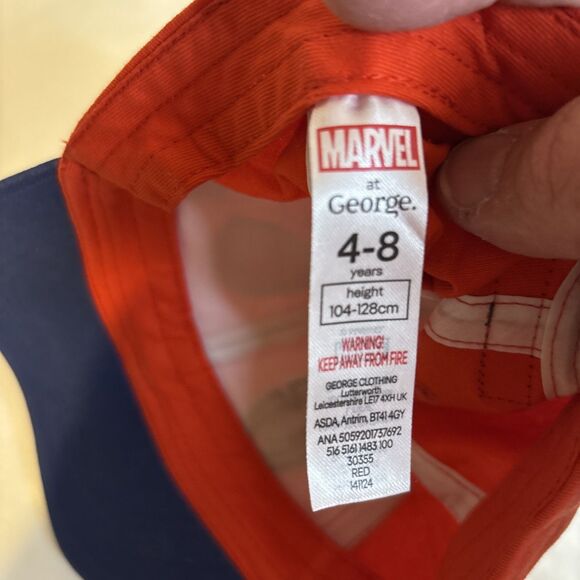 MARVEL
at
George.
4-8
years
height
104-128cm
WARNING!
KEEP AWAY FROM FIRE
GEORGE CLOTHING
Lutterworth
Leicestershire LE17 4XH UK
ASDA, Antrim, BT41 4GY
ANA 5059201737692
516 5161 1483 100
30355
RED
141124